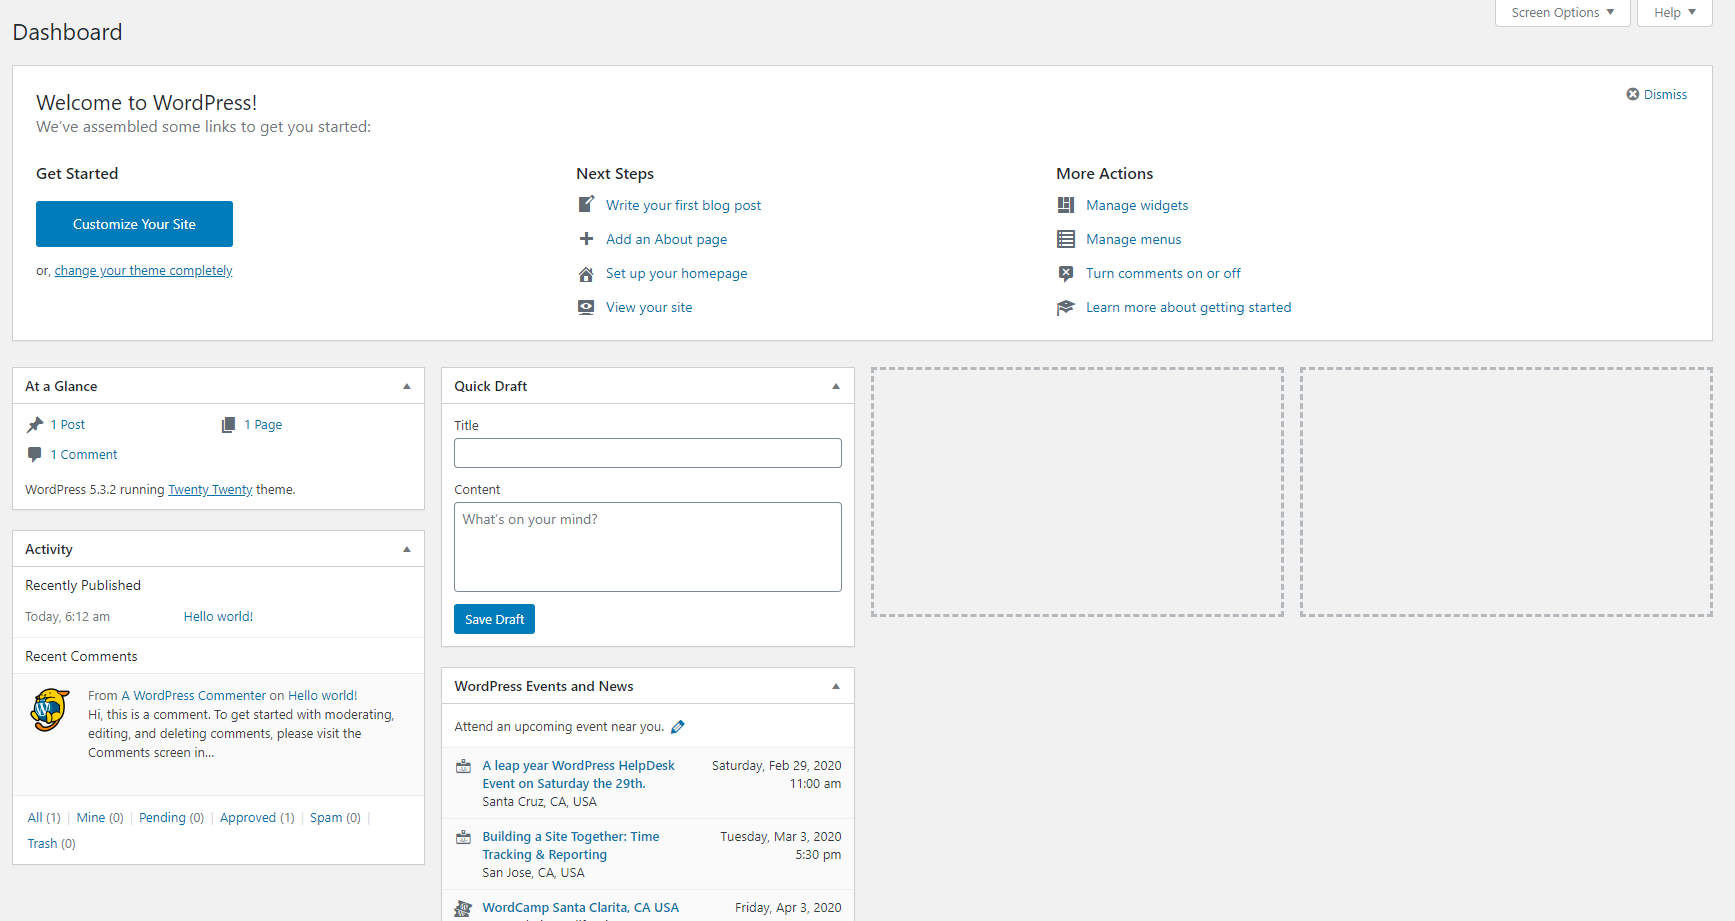 Screen Options
Help
Dashboard
Welcome to WordPress!
Dismiss
We've assembled some links to get you started:
Get Started
Customize Your Site
or, change your theme completely
Next Steps
Write your first blog post
Add an About page
Set up your homepage
View your site
More Actions
Manage widgets
Manage menus
Turn comments on or off
Learn more about getting started
At a Glance
1 Post
1 Page
1 Comment
WordPress 5.3.2 running Twenty Twenty theme.
Activity
Recently Published
Today, 6:12 am Hello world!
Recent Comments
From A WordPress Commenter on Hello world!
Hi, this is a comment. To get started with moderating,
editing, and deleting comments, please visit the
Comments screen in…
All (1) | Mine (0) | Pending (0) | Approved (1) | Spam (0) |
Trash (0)
Quick Draft
Title
Content
What's on your mind?
Save Draft
WordPress Events and News
Attend an upcoming event near you.
A leap year WordPress HelpDesk
Event on Saturday the 29th.
Santa Cruz, CA, USA
Saturday, Feb 29, 2020
11:00 am
Building a Site Together: Time
Tracking & Reporting
San Jose, CA, USA
Tuesday, Mar 3, 2020
5:30 pm
WordCamp Santa Clarita, CA USA
Friday, Apr 3, 2020